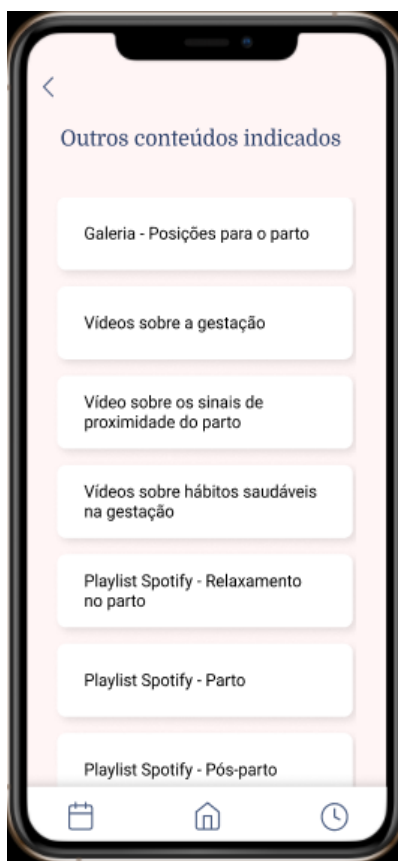 Outros conteúdos indicados
Galeria - Posições para o parto
Vídeos sobre a gestação
Vídeo sobre os sinais de
proximidade do parto
Vídeos sobre hábitos saudáveis
na gestação
Playlist Spotify - Relaxamento
no parto
Playlist Spotify - Parto
Playlist Spotify - Pós-parto